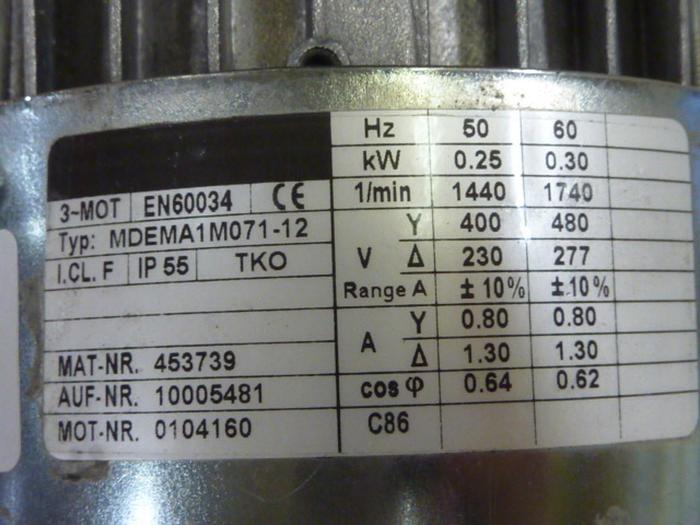 Hz 50 60
kW 0.25 0.30
1/min 1440 1740
3~MOT EN60034 CE
Typ: MDEMA1M071-12
I.CL. F IP 55 TKO
V Y 400 480
Δ 230 277
Range A ±10% ±10%
A Y 0.80 0.80
Δ 1.30 1.30
cos φ 0.64 0.62
C86
MAT-NR. 453739
AUF-NR. 10005481
MOT-NR. 0104160